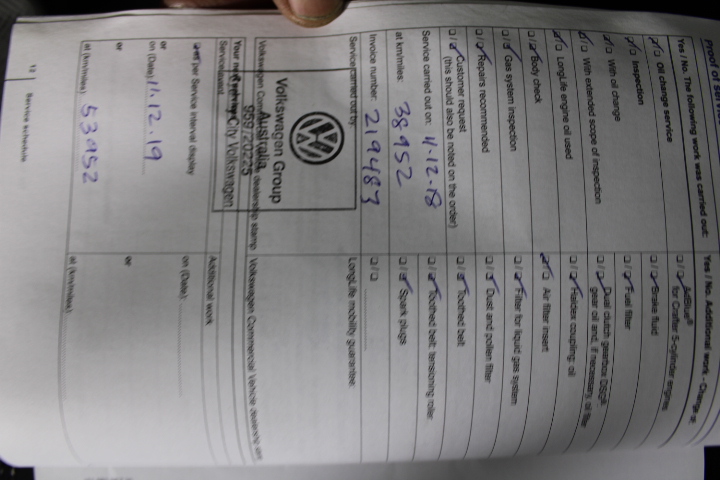 Proof of Ser
Yes / No. The following work was carried out:
Oil change service
Inspection
With oil change
With extended scope of inspection
LongLife engine oil used
Body check
Gas system inspection
Repairs recommended
Customer request
(this should also be noted on the order)
Service carried out on: 11-12-18
at km/miles: 38952
Invoice number: 219483
Service carried out by:
Volkswagen Group
Australia
959/20225
City Volkswagen
Your next service
as per Service interval display
or
on (Date): 11.12.19
or
at (km/miles): 53952
12 Service schedule
Yes / No. Additional work - Change at
AdBlue®
for Crafter 5-cylinder engines
Brake fluid
Fuel filter
Dual clutch gearbox DSG®
gear oil and, if necessary, oil filter
Haldex coupling: oil
Air filter insert
Filter for liquid gas system
Dust and pollen filter
Toothed belt
Toothed belt: tensioning roller
Spark plugs
LongLife mobility guarantee:
Volkswagen Commercial Vehicle dealership
Additional work
on (Date):
or
at (km/miles):